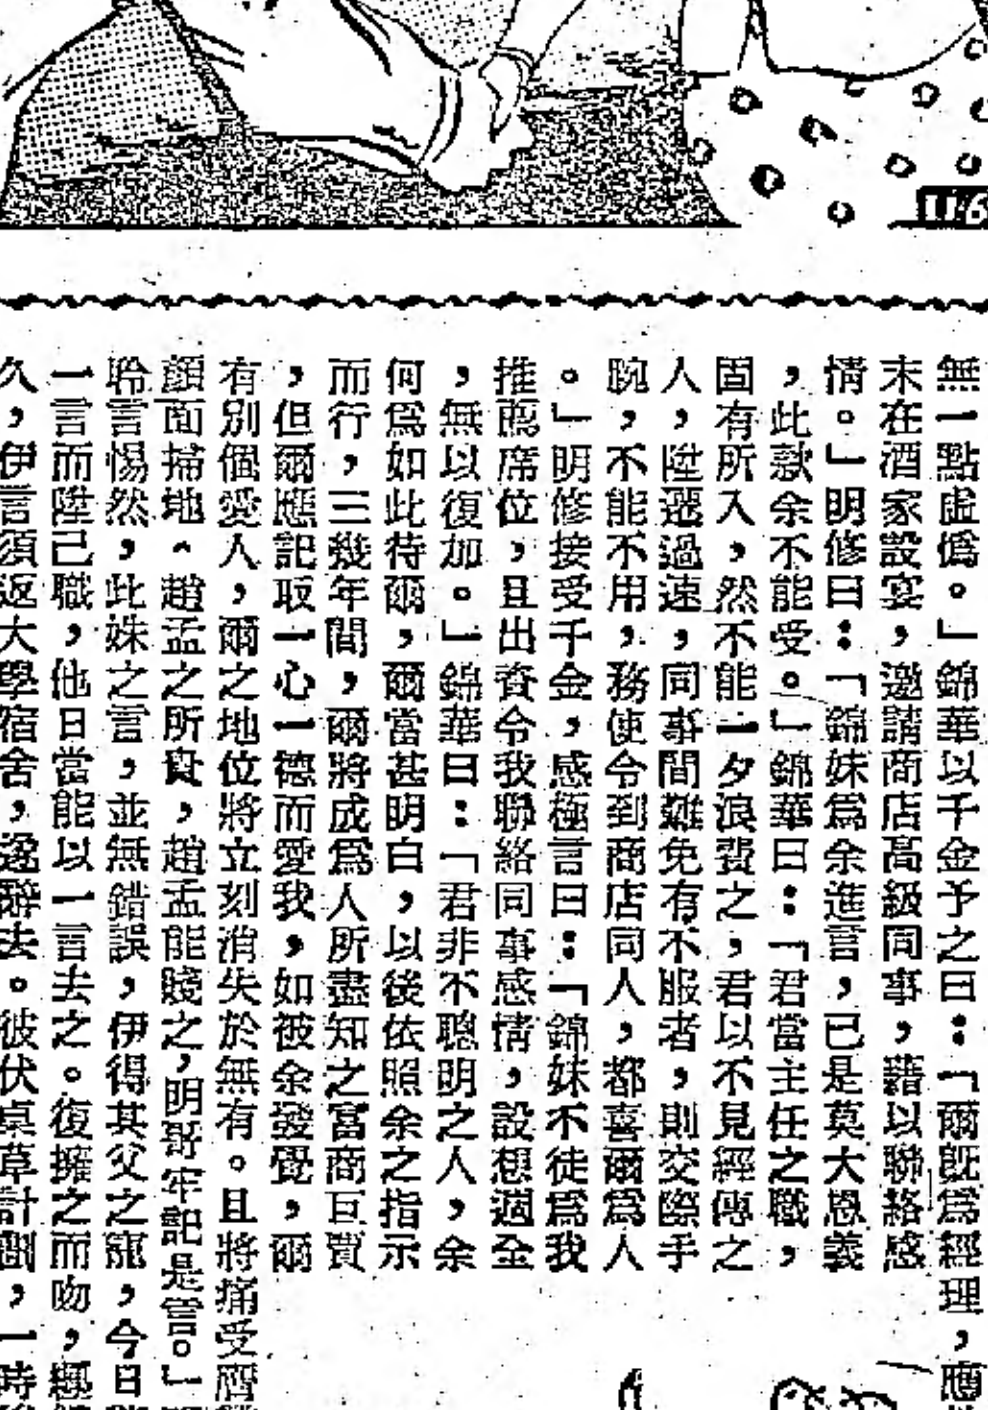 11·6
無一點虛僞。」錦華以千金予之曰：「爾既爲經理，應
末在酒家設宴，邀請商店高級同事，藉以聯絡感
情。」明修曰：「錦妹爲余進言，已是莫大恩義
，此款余不能受。」錦華曰：「君當主任之職，
固有所入，然不能一夕浪費之，君以不見經傳之
人，陞遷過速，同事間難免有不服者，則交際手
腕，不能不用，務使令到商店同人，都喜爾爲人
。」明修接受千金，感極言曰：「錦妹不徒爲我
推薦席位，且出資令我聯絡同事感情，設想週全
，無以復加。」錦華曰：「君非不聰明之人，余
何爲如此待爾，爾當甚明白，以後依照余之指示
而行，三幾年間，爾將成爲人所盡知之富商巨賈
，但爾應記取一心一德而愛我，如被余發覺，爾
有別個愛人，爾之地位將立刻消失於無有。且將痛受
顏面掃地，趙孟之所貴，趙孟能賤之，明哥牢記是言。」
聆言惕然，此姝之言，並無錯誤，伊得其父之寵，今日
一言而陞己職，他日當能以一言去之。復擁之而吻，
久，伊言須返大學宿舍，遂辭去。彼伏桌草計劃，一時